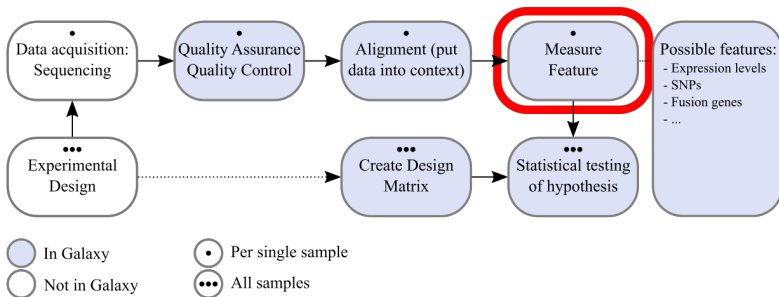 Data acquisition:
Sequencing
Quality Assurance
Quality Control
Alignment (put
data into context)
Measure
Feature
Possible features:
- Expression levels
- SNPs
- Fusion genes
- ...
Experimental
Design
Create Design
Matrix
Statistical testing
of hypothesis
In Galaxy
Per single sample
Not in Galaxy
All samples